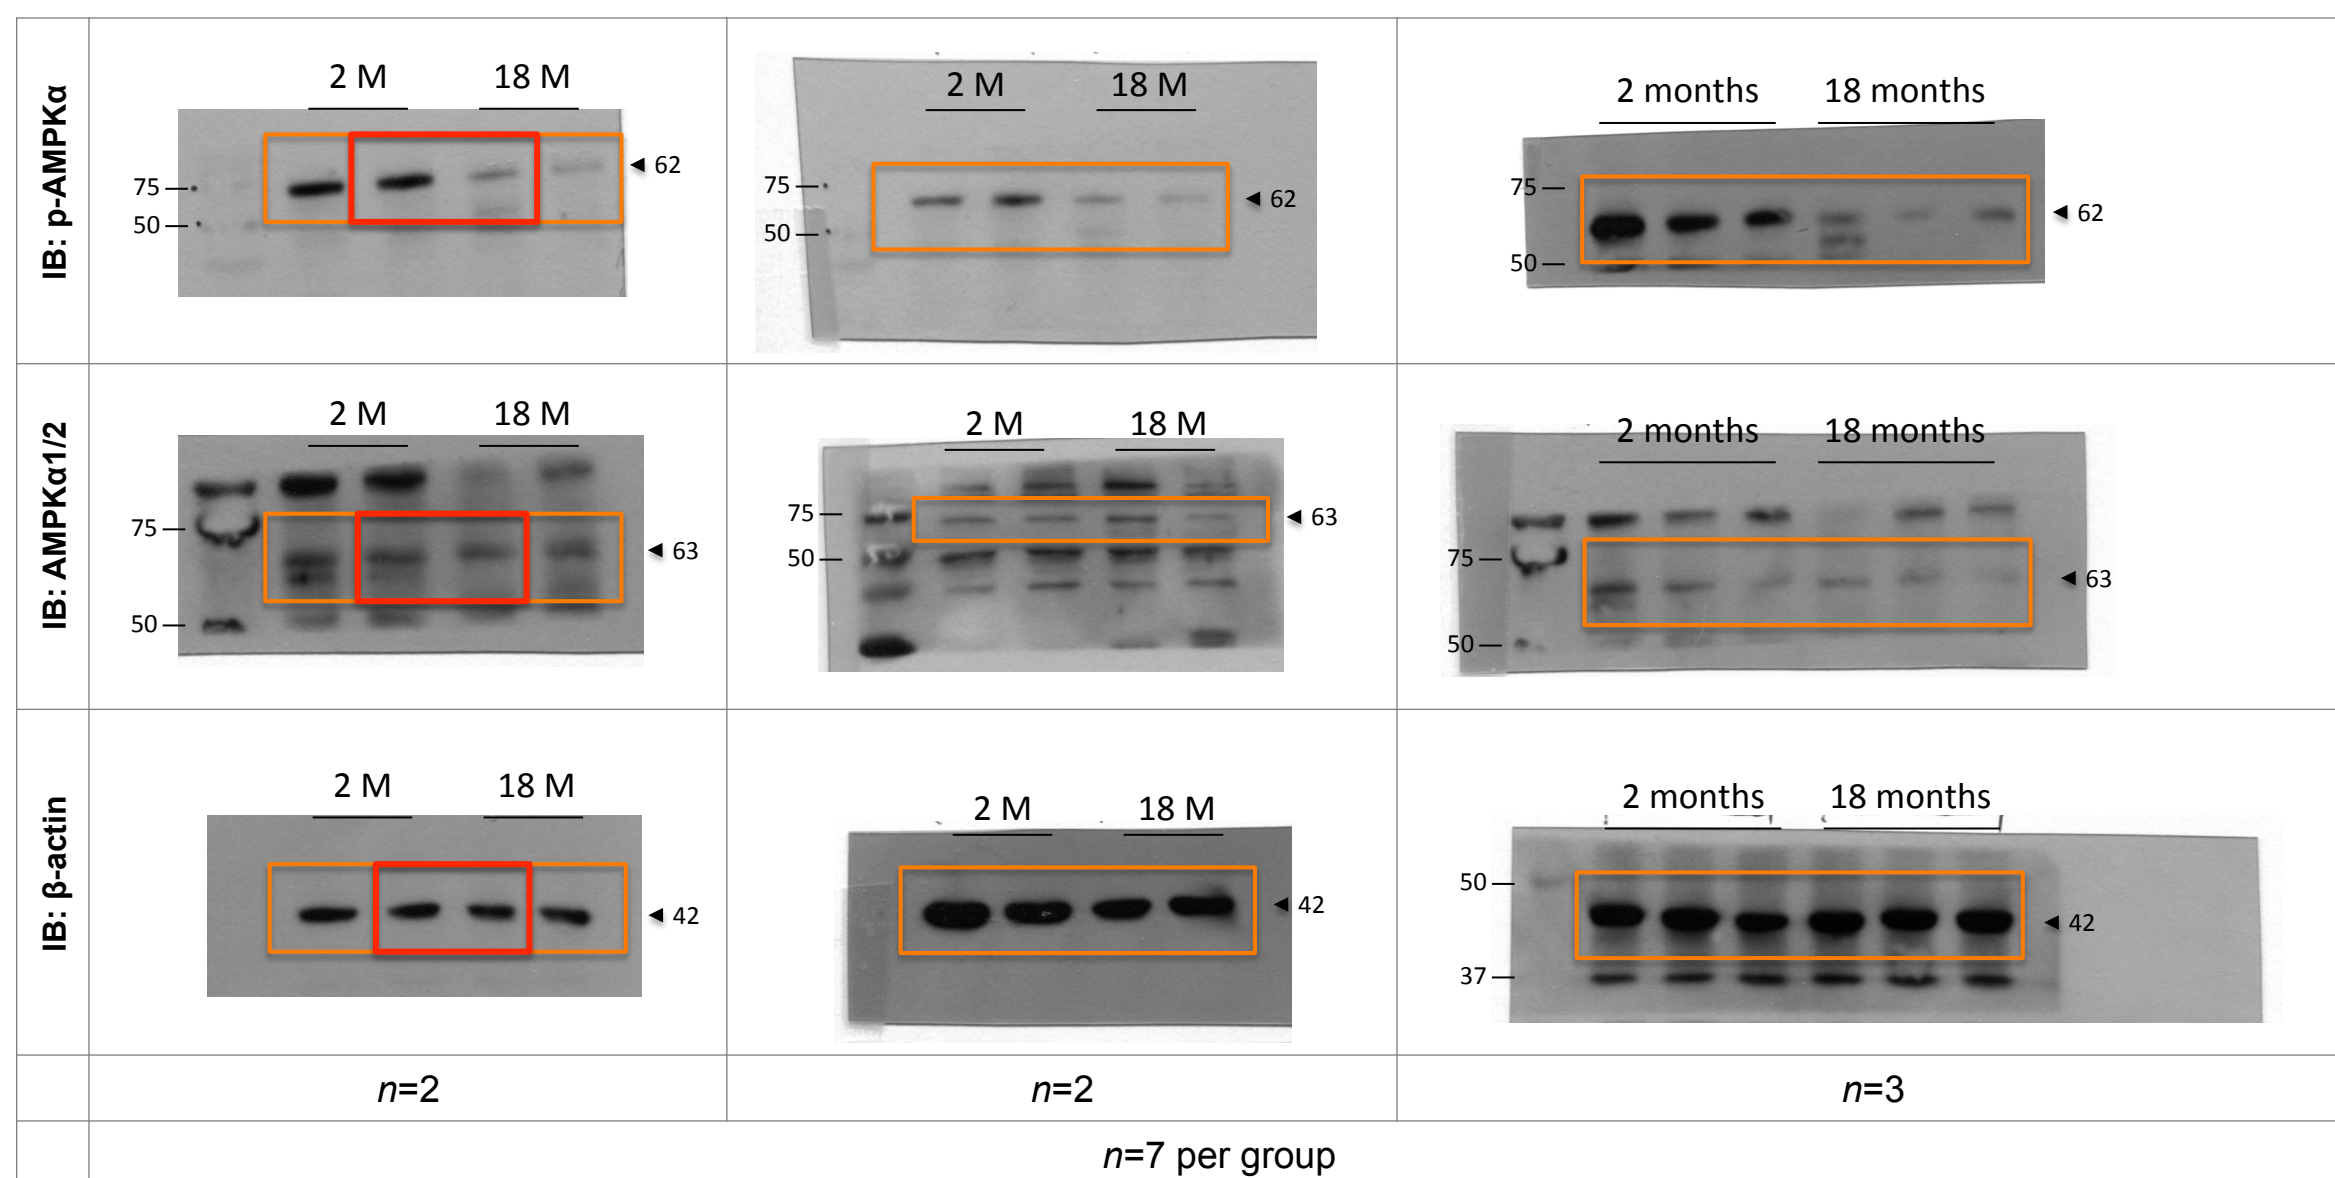 IB: p-AMPKα
2 M 18 M
75
50
◄ 62
2 M 18 M
75
50
◄ 62
2 months 18 months
75
50
◄ 62
IB: AMPKα1/2
2 M 18 M
75
50
◄ 63
2 M 18 M
75
50
◄ 63
2 months 18 months
75
50
◄ 63
IB: β-actin
2 M 18 M
◄ 42
2 M 18 M
◄ 42
2 months 18 months
50
37
◄ 42
n=2 n=2 n=3
n=7 per group